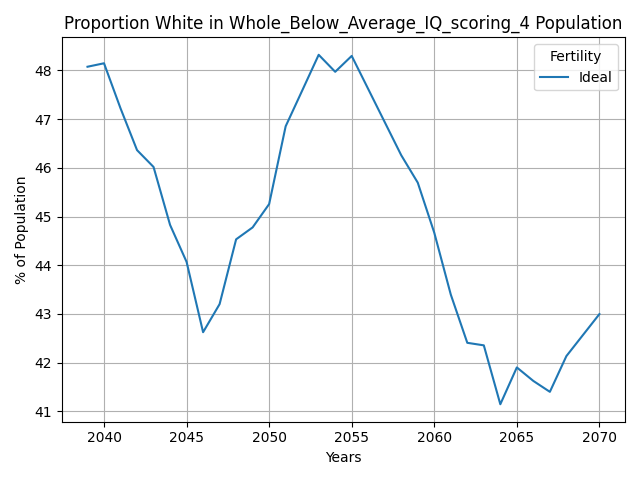 Proportion White in Whole_Below_Average_IQ_scoring_4 Population
Fertility
Ideal
% of Population
48
47
46
45
44
43
42
41
2040 2045 2050 2055 2060 2065 2070
Years